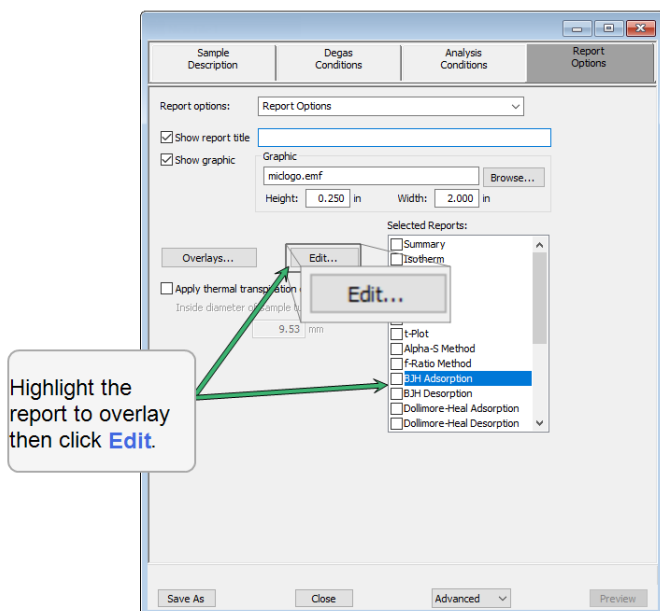 Sample
Description
Degas
Conditions
Analysis
Conditions
Report
Options
Report options:
Report Options
Show report title
Show graphic
Graphic
miclogo.emf
Browse...
Height: 0.250 in Width: 2.000 in
Selected Reports:
Summary
Isotherm
Overlays...
Edit...
Edit...
Apply thermal
Inside diameter
9.53 mm
t-Plot
Alpha-S Method
f-Ratio Method
BJH Adsorption
BJH Desorption
Dollimore-Heal Adsorption
Dollimore-Heal Desorption
Highlight the
report to overlay
then click Edit.
Save As
Close
Advanced
Preview